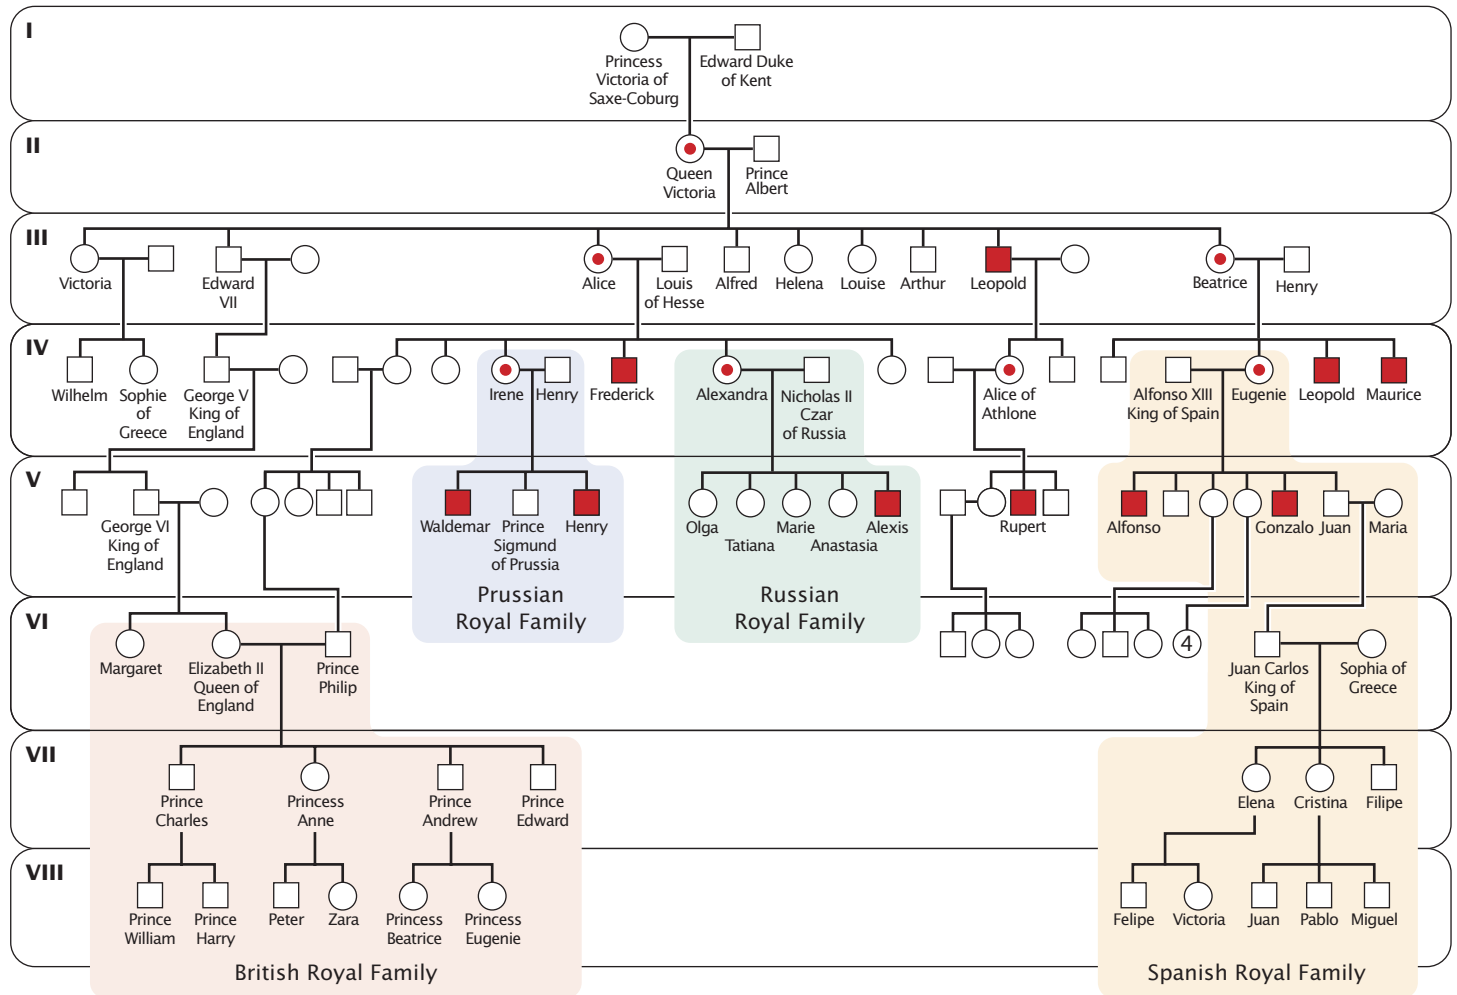 I
Princess
Victoria of
Saxe-Coburg
Edward Duke
of Kent
II
Queen
Victoria
Prince
Albert
III
Victoria
Edward
VII
Alice
Louis
of Hesse
Alfred
Helena
Louise
Arthur
Leopold
Beatrice
Henry
IV
Wilhelm
Sophie
of
Greece
George V
King of
England
Irene
Henry
Frederick
Alexandra
Nicholas II
Czar
of Russia
Alice of
Athlone
Alfonso XIII
King of Spain
Eugenie
Leopold
Maurice
V
George VI
King of
England
Waldemar
Prince
Sigmund
of Prussia
Henry
Olga
Tatiana
Marie
Anastasia
Alexis
Rupert
Alfonso
Gonzalo
Juan
Maria
Prussian
Royal Family
Russian
Royal Family
VI
Margaret
Elizabeth II
Queen of
England
Prince
Philip
4
Juan Carlos
King of
Spain
Sophia of
Greece
VII
Prince
Charles
Princess
Anne
Prince
Andrew
Prince
Edward
Elena
Cristina
Filipe
VIII
Prince
William
Prince
Harry
Peter
Zara
Princess
Beatrice
Princess
Eugenie
Felipe
Victoria
Juan
Pablo
Miguel
British Royal Family
Spanish Royal Family